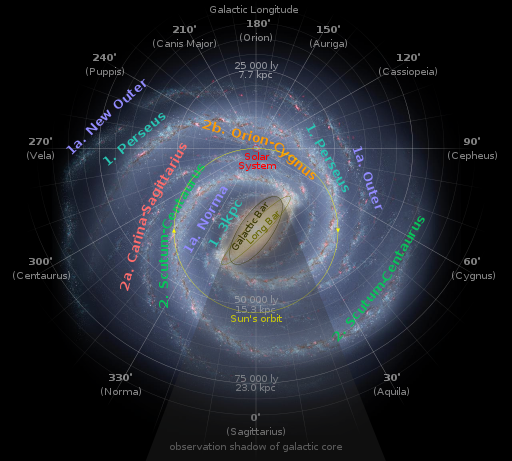 Galactic Longitude
180°
(Orion)
210°
(Canis Major)
150°
(Auriga)
240°
(Puppis)
120°
(Cassiopeia)
25 000 ly
7.7 kpc
1a. New Outer
1. Perseus
2b. Orion-Cygnus
1. Perseus
1a. Outer
270°
(Vela)
90°
(Cepheus)
Solar
System
2a. Carina-Sagittarius
2. Scutum-Centaurus
1a. Norma
1. 3kpc
Galactic Bar
Long Bar
2. Scutum-Centaurus
300°
(Centaurus)
60°
(Cygnus)
50 000 ly
15.3 kpc
Sun's orbit
75 000 ly
23.0 kpc
330°
(Norma)
30°
(Aquila)
0°
(Sagittarius)
observation shadow of galactic core